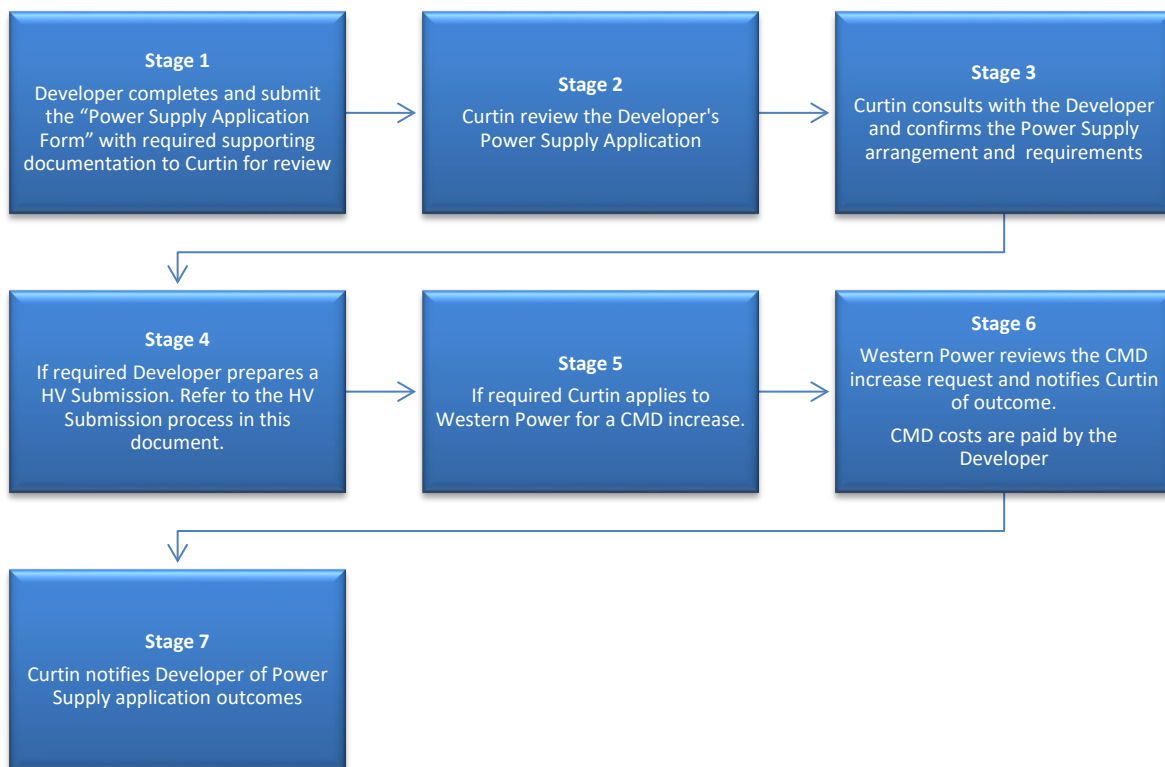 Stage 1
Developer completes and submit
the “Power Supply Application
Form” with required supporting
documentation to Curtin for review
Stage 2
Curtin review the Developer's
Power Supply Application
Stage 3
Curtin consults with the Developer
and confirms the Power Supply
arrangement and requirements
Stage 4
If required Developer prepares a
HV Submission. Refer to the HV
Submission process in this
document.
Stage 5
If required Curtin applies to
Western Power for a CMD increase.
Stage 6
Western Power reviews the CMD
increase request and notifies Curtin
of outcome.
CMD costs are paid by the
Developer
Stage 7
Curtin notifies Developer of Power
Supply application outcomes